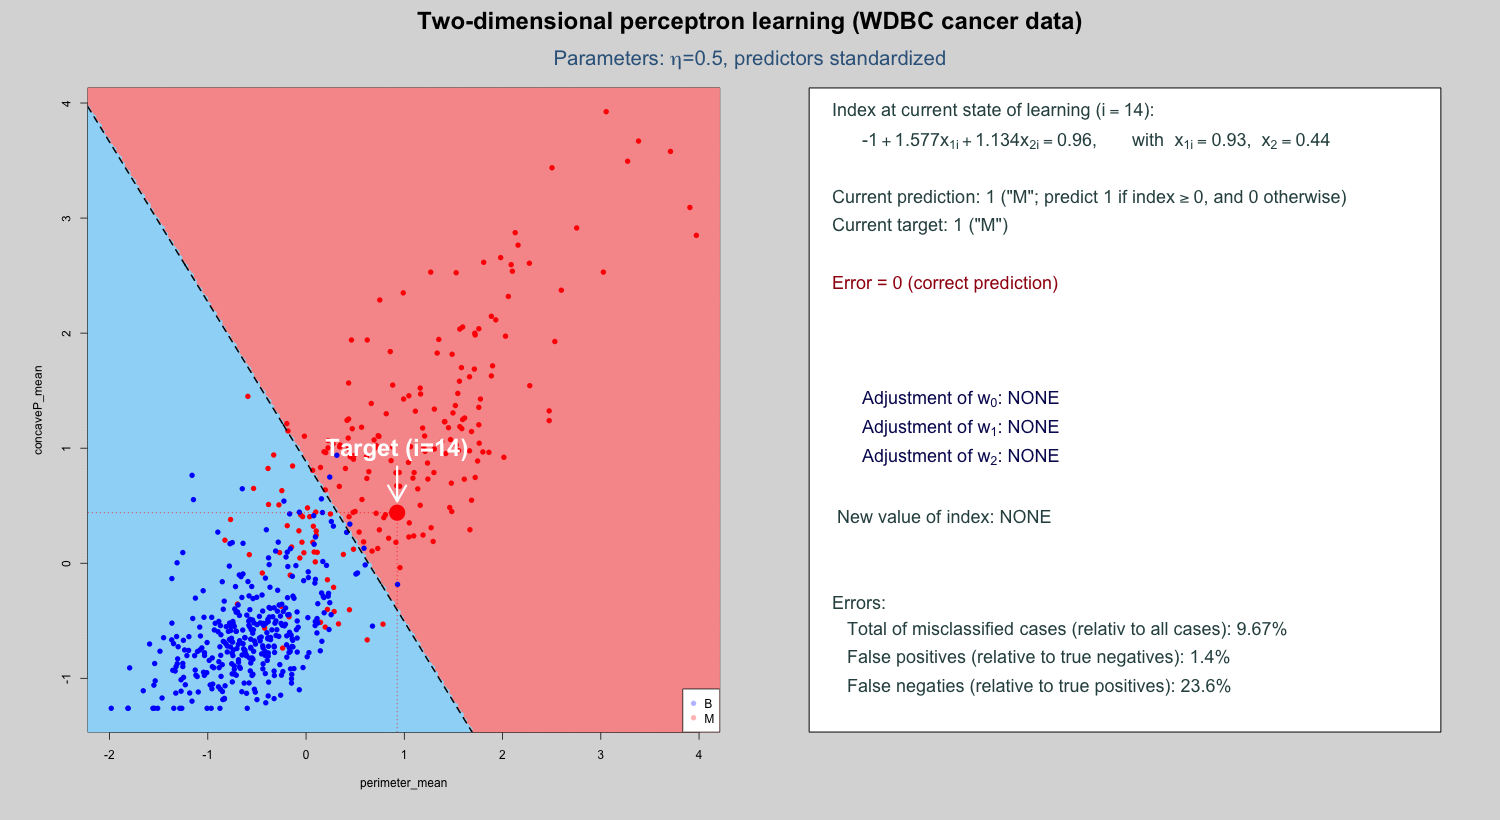 Two-dimensional perceptron learning (WDBC cancer data)
Parameters: η=0.5, predictors standardized
4
3
2
1
0
-1
concaveP_mean
Target (i=14)
B
M
-2 -1 0 1 2 3 4
perimeter_mean
Index at current state of learning (i = 14):
-1 + 1.577x1i + 1.134x2i = 0.96, with x1i = 0.93, x2 = 0.44
Current prediction: 1 ("M"; predict 1 if index ≥ 0, and 0 otherwise)
Current target: 1 ("M")
Error = 0 (correct prediction)
Adjustment of w0: NONE
Adjustment of w1: NONE
Adjustment of w2: NONE
New value of index: NONE
Errors:
Total of misclassified cases (relativ to all cases): 9.67%
False positives (relative to true negatives): 1.4%
False negaties (relative to true positives): 23.6%